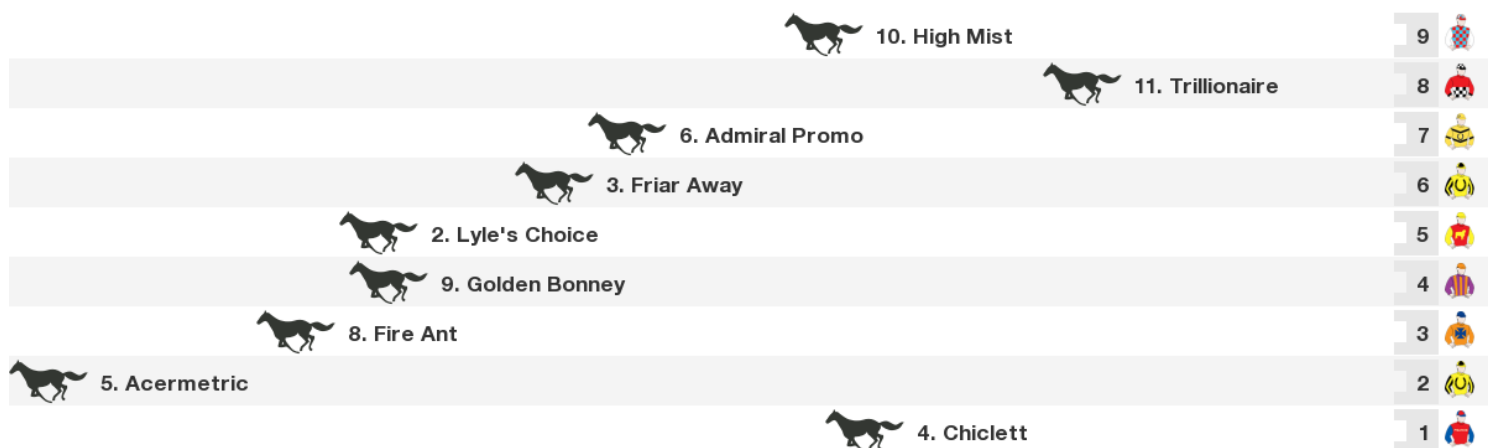 10. High Mist 9
11. Trillionaire 8
6. Admiral Promo 7
3. Friar Away 6
2. Lyle's Choice 5
9. Golden Bonney 4
8. Fire Ant 3
5. Acermetric 2
4. Chiclett 1